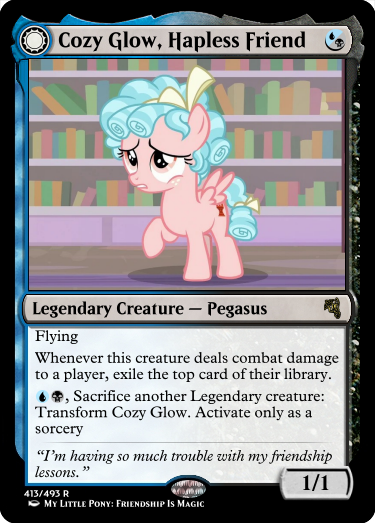 Cozy Glow, Hapless Friend
Legendary Creature — Pegasus
Flying
Whenever this creature deals combat damage
to a player, exile the top card of their library.
, Sacrifice another Legendary creature:
Transform Cozy Glow. Activate only as a
sorcery
“I’m having so much trouble with my friendship
lessons.”
1/1
413/493 R
My Little Pony: Friendship Is Magic